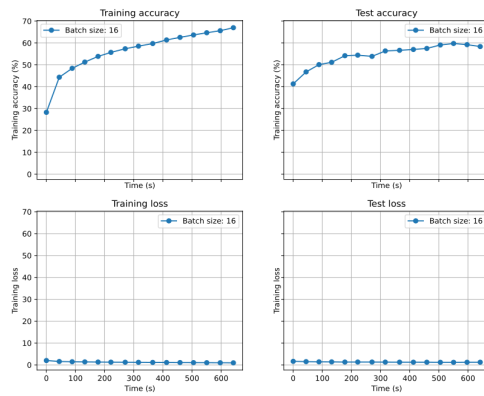 Training accuracy
Test accuracy
70
60
50
40
30
20
10
0
Training accuracy (%)
Batch size: 16
Time (s)
Training accuracy (%)
Batch size: 16
Time (s)
Training loss
Test loss
70
60
50
40
30
20
10
0
Training loss
Batch size: 16
0 100 200 300 400 500 600
Time (s)
Training loss
Batch size: 16
0 100 200 300 400 500 600
Time (s)